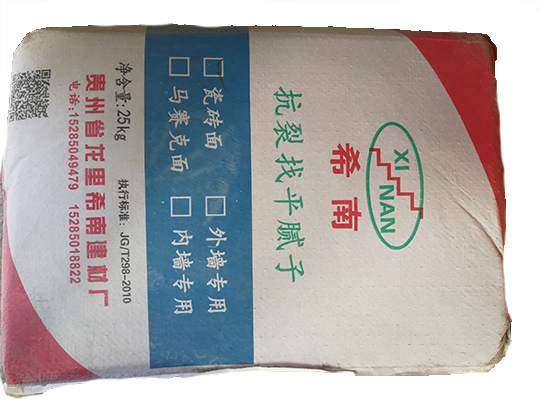 XI
NAN
希南
抗裂找平腻子
瓷砖面 外墙专用
马赛克面 内墙专用
净含量:25kg 执行标准:JG/T298-2010
贵州省龙里希南建材厂
电话:15285049479 15285018822